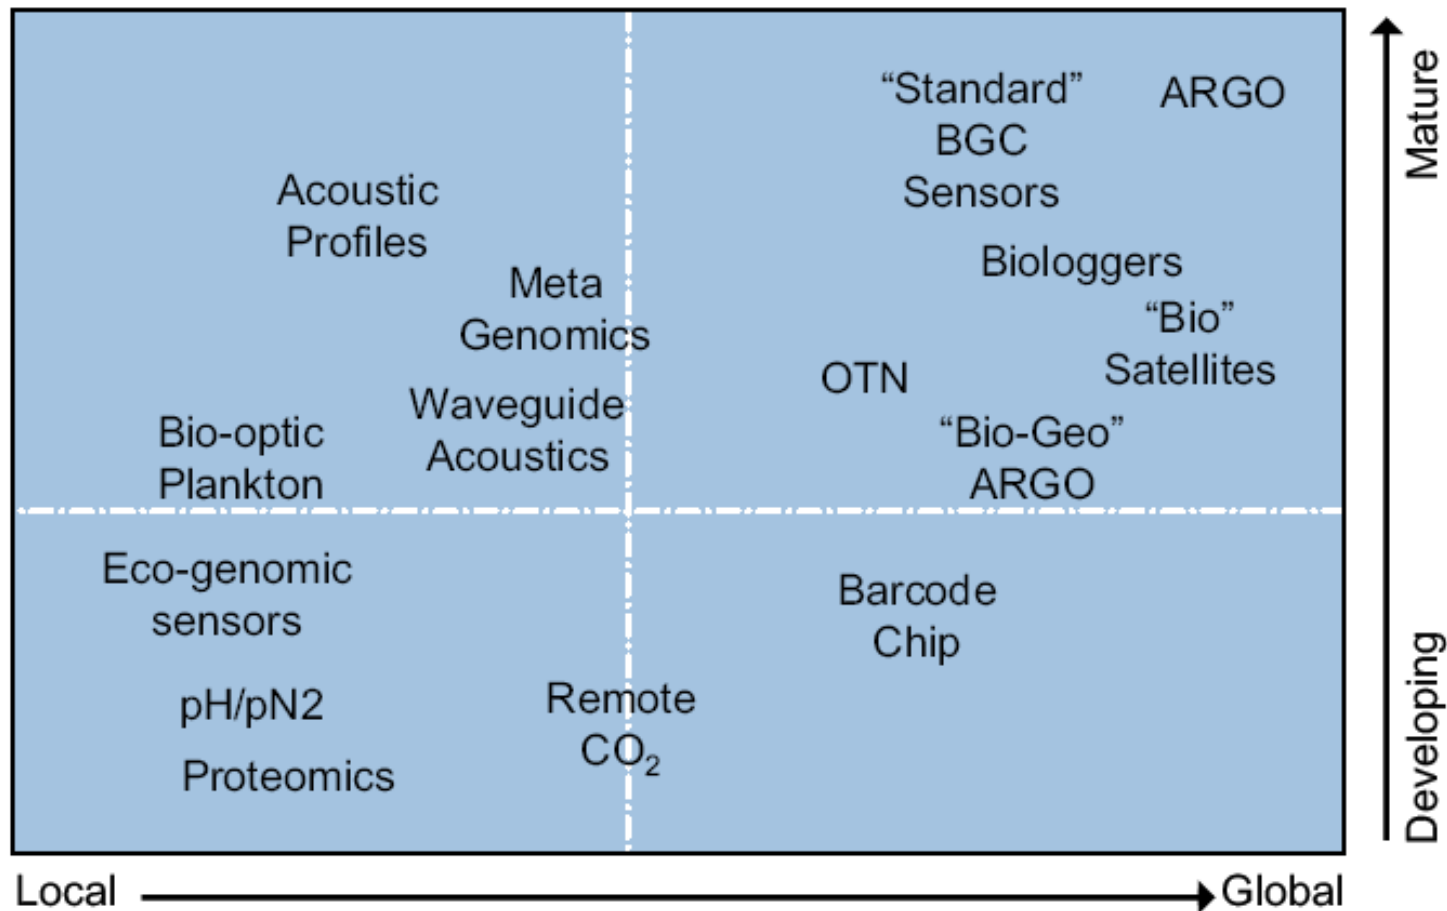 “Standard”
BGC
Sensors
ARGO
Acoustic
Profiles
Meta
Genomics
Biologgers
“Bio”
Satellites
OTN
Waveguide
Acoustics
Bio-optic
Plankton
“Bio-Geo”
ARGO
Eco-genomic
sensors
Barcode
Chip
pH/pN2
Remote
CO₂
Proteomics
Mature
Developing
Local
Global